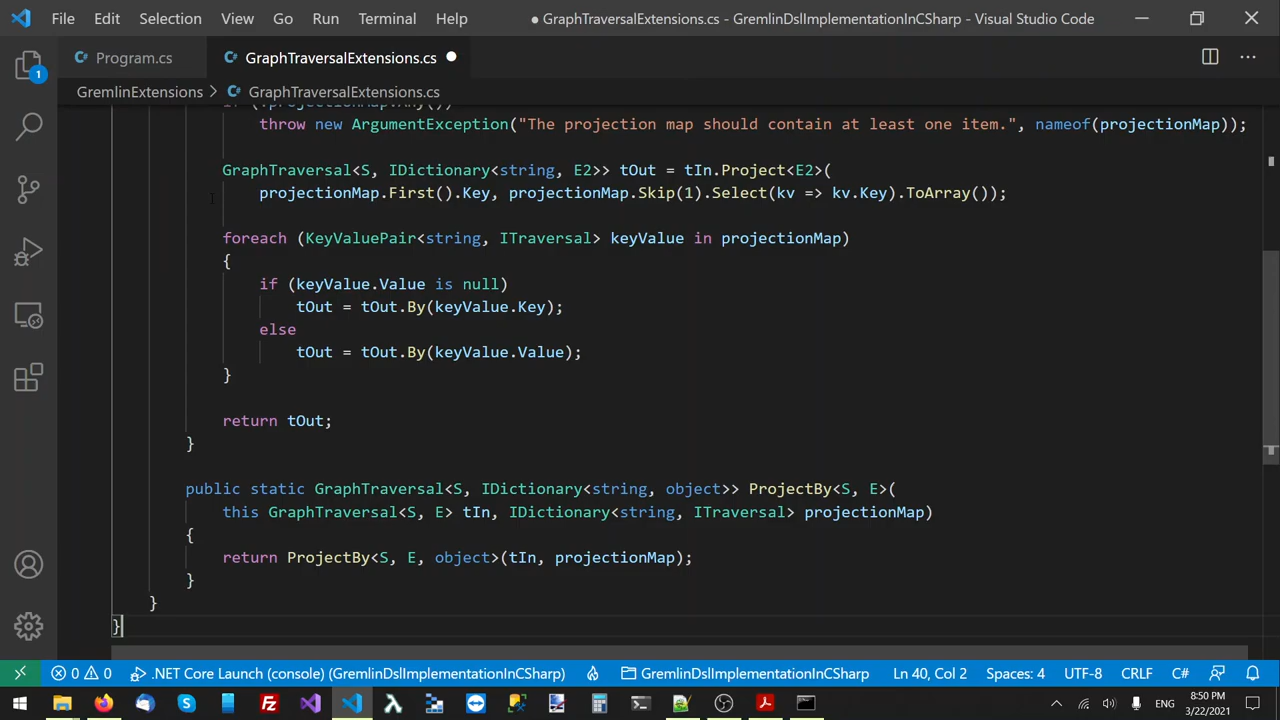 File Edit Selection View Go Run Terminal Help ● GraphTraversalExtensions.cs - GremlinDslImplementationInCSharp - Visual Studio Code
Program.cs GraphTraversalExtensions.cs
GremlinExtensions > GraphTraversalExtensions.cs
throw new ArgumentException("The projection map should contain at least one item.", nameof(projectionMap));
GraphTraversal<S, IDictionary<string, E2>> tOut = tIn.Project<E2>(
projectionMap.First().Key, projectionMap.Skip(1).Select(kv => kv.Key).ToArray());
foreach (KeyValuePair<string, ITraversal> keyValue in projectionMap)
{
if (keyValue.Value is null)
tOut = tOut.By(keyValue.Key);
else
tOut = tOut.By(keyValue.Value);
}
return tOut;
}
public static GraphTraversal<S, IDictionary<string, object>> ProjectBy<S, E>(
this GraphTraversal<S, E> tIn, IDictionary<string, ITraversal> projectionMap)
{
return ProjectBy<S, E, object>(tIn, projectionMap);
}
}
}
1
0 0 .NET Core Launch (console) (GremlinDslImplementationInCSharp) GremlinDslImplementationInCSharp Ln 40, Col 2 Spaces: 4 UTF-8 CRLF C#
ENG 8:50 PM
3/22/2021